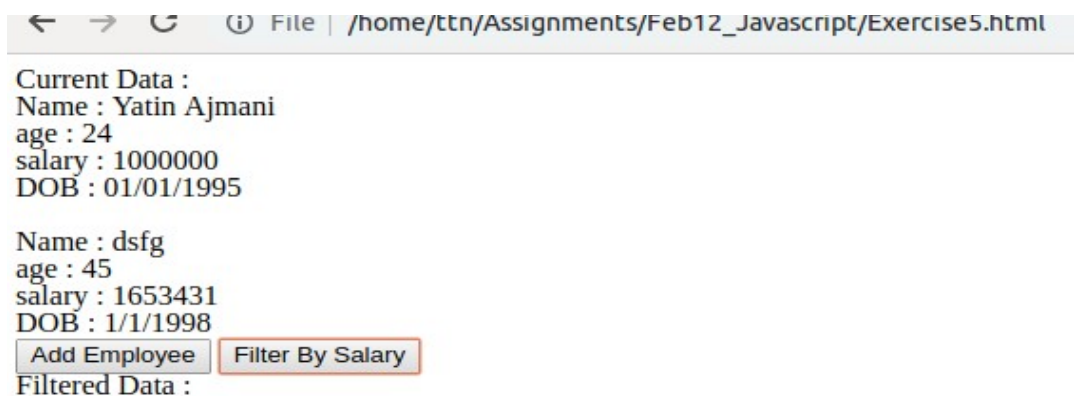 File | /home/ttn/Assignments/Feb12_Javascript/Exercise5.html
Current Data :
Name : Yatin Ajmani
age : 24
salary : 1000000
DOB : 01/01/1995
Name : dsfg
age : 45
salary : 1653431
DOB : 1/1/1998
Add Employee Filter By Salary
Filtered Data :